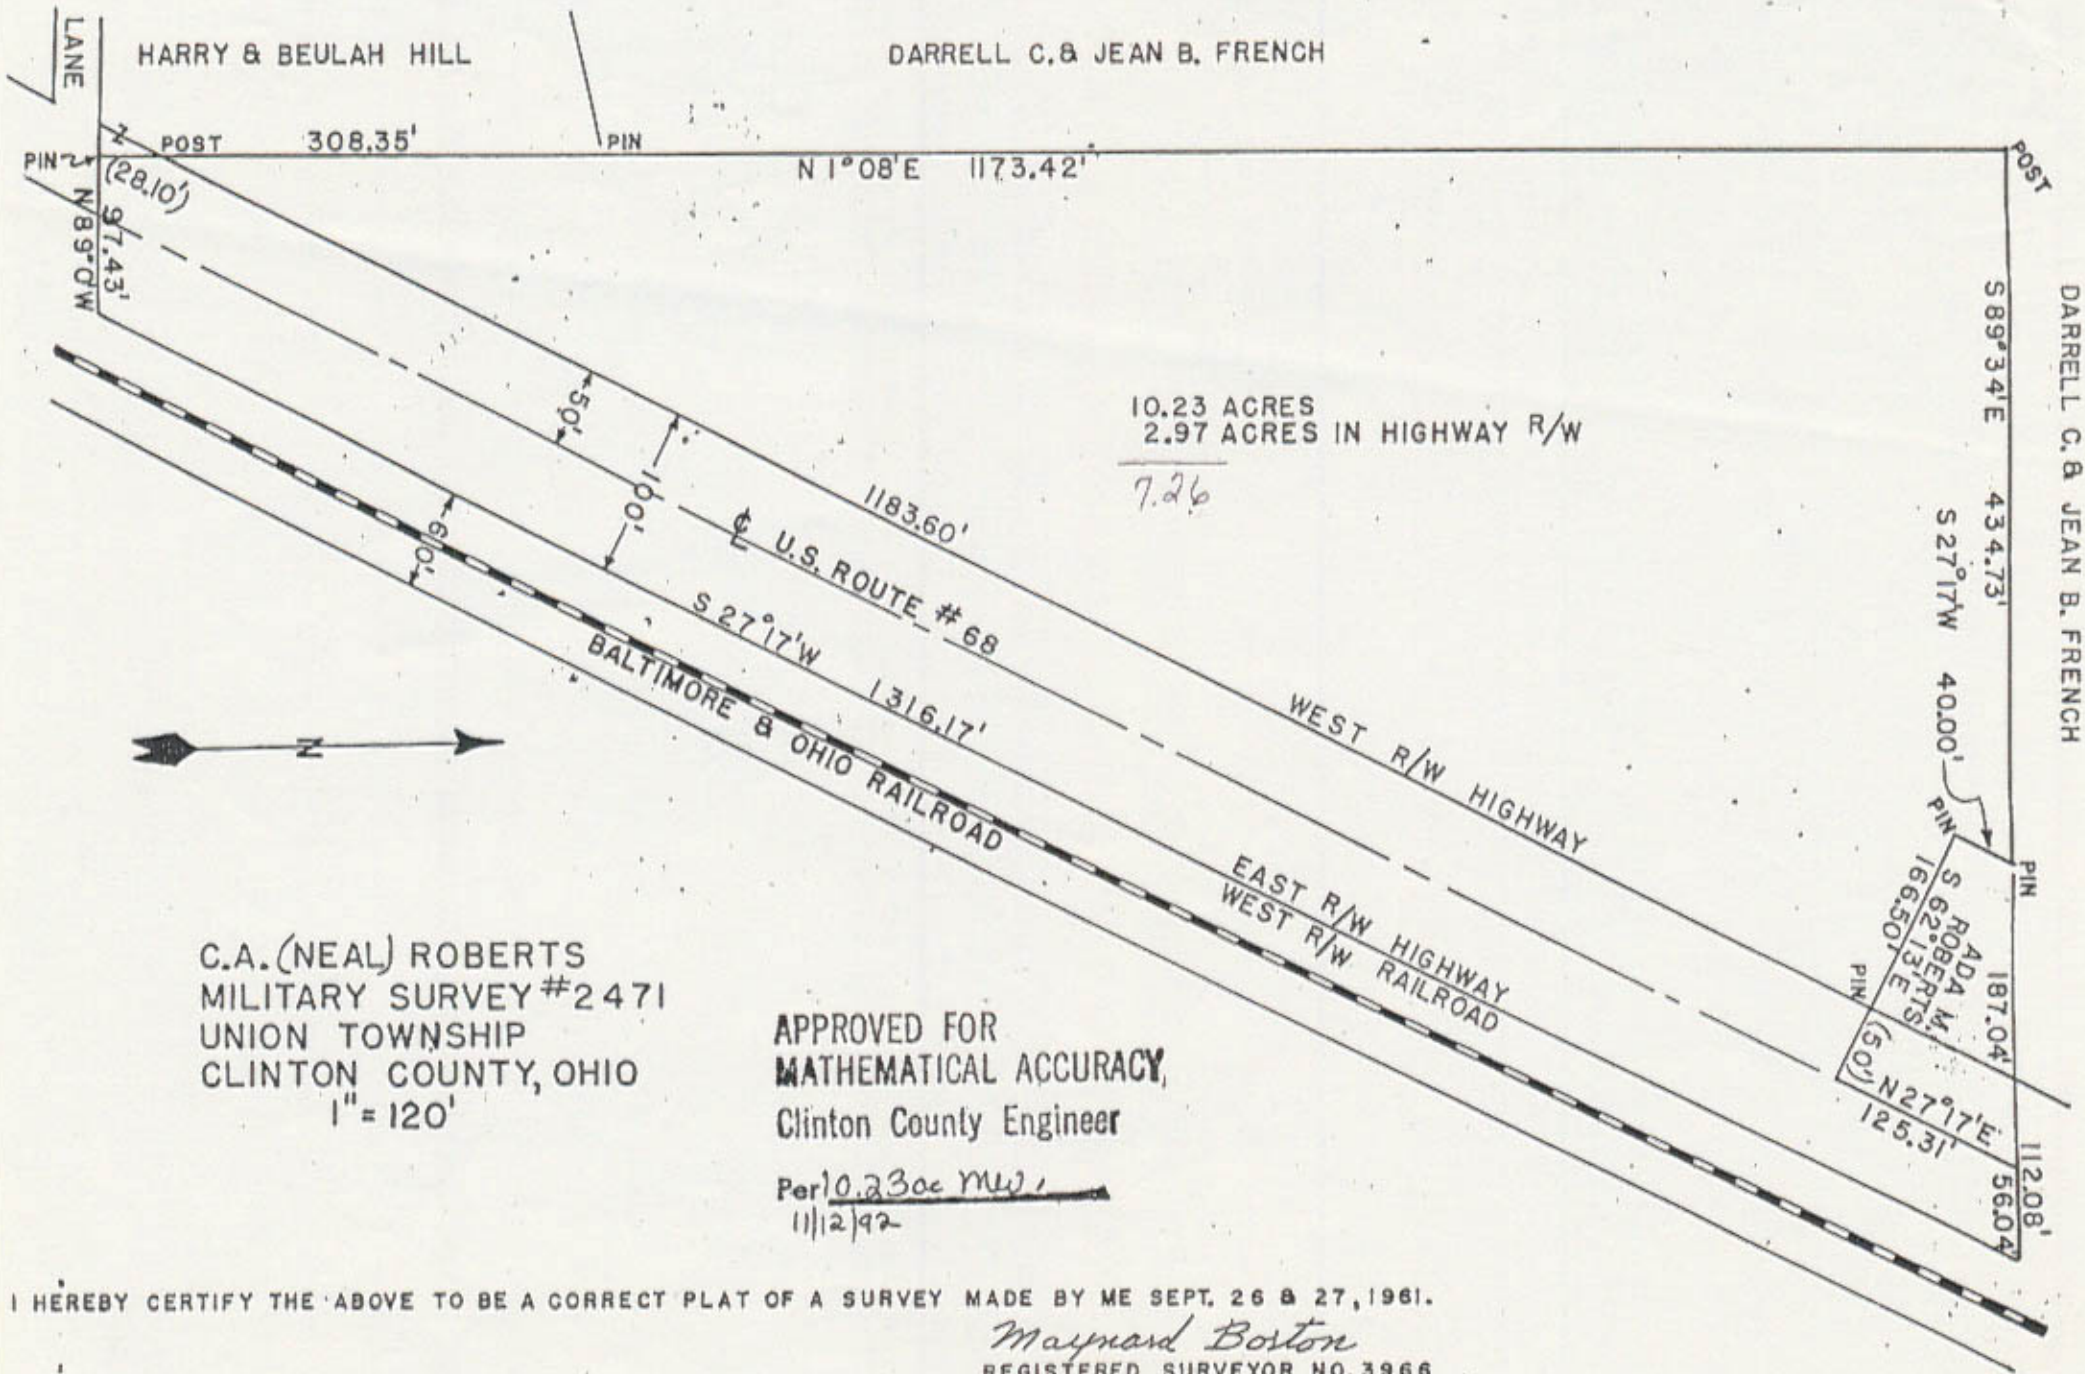 LANE
HARRY & BEULAH HILL
DARRELL C. & JEAN B. FRENCH
POST
308.35'
PIN
PIN
(28.10')
N 1°08'E 1173.42'
POST
N 89°0'W
97.43'
S 89°34'E 434.73'
DARRELL C. & JEAN B. FRENCH
S 27°17'W 40.00'
50'
100'
60'
10.23 ACRES
2.97 ACRES IN HIGHWAY R/W
7.26
1183.60'
℄ U.S. ROUTE # 68
S 27°17'W 1316.17'
BALTIMORE & OHIO RAILROAD
WEST R/W HIGHWAY
EAST R/W HIGHWAY
WEST R/W RAILROAD
PIN
PIN
ADA M.
ROBERTS
S 62°13'E
166.50'
187.04'
PIN
(50')
N 27°17'E
125.31'
112.08'
56.04'
N
C.A. (NEAL) ROBERTS
MILITARY SURVEY #2471
UNION TOWNSHIP
CLINTON COUNTY, OHIO
1" = 120'
APPROVED FOR
MATHEMATICAL ACCURACY,
Clinton County Engineer
Per 10.23 ac MW.
11/12/92
I HEREBY CERTIFY THE ABOVE TO BE A CORRECT PLAT OF A SURVEY MADE BY ME SEPT. 26 & 27, 1961.
Maynard Boston
REGISTERED SURVEYOR NO. 3966